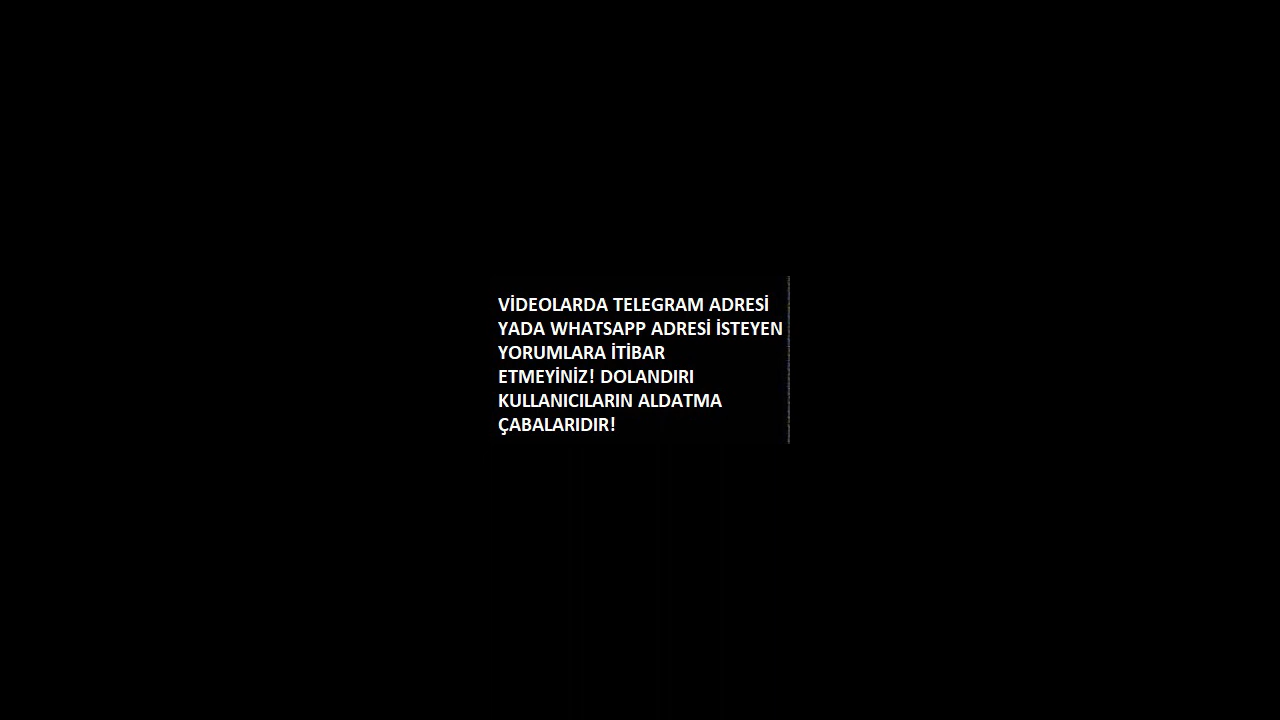 VİDEOLARDA TELEGRAM ADRESİ
YADA WHATSAPP ADRESİ İSTEYEN
YORUMLARA İTİBAR
ETMEYİNİZ! DOLANDIRI
KULLANICILARIN ALDATMA
ÇABALARIDIR!